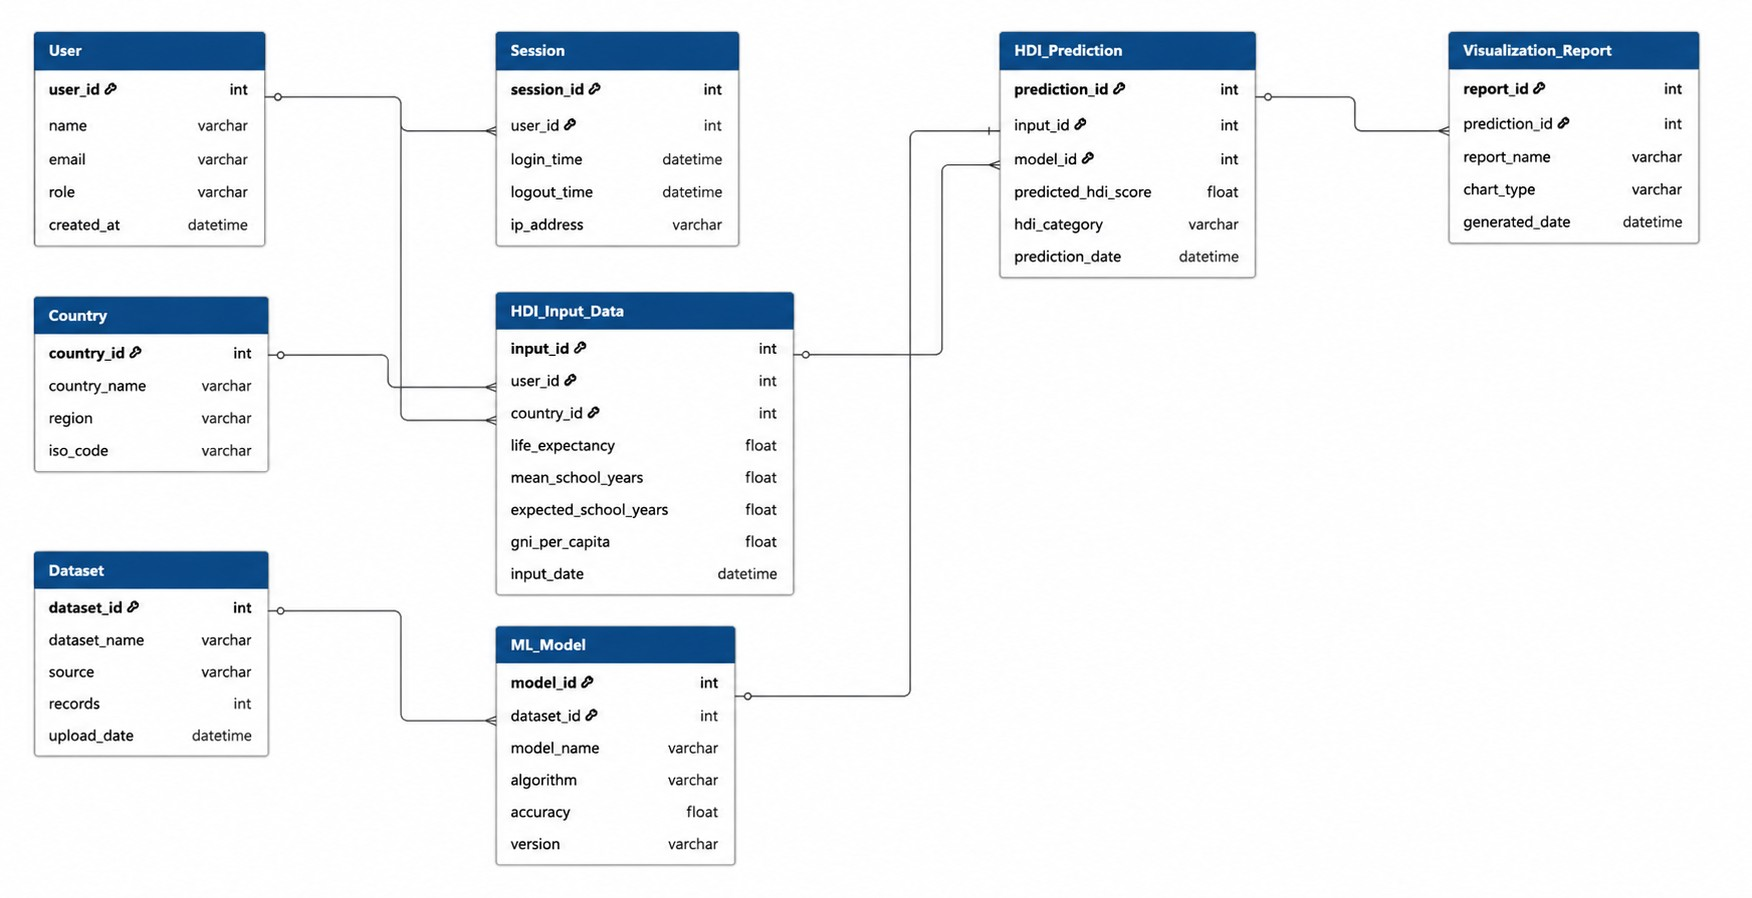 User
user_id int
name varchar
email varchar
role varchar
created_at datetime
Session
session_id int
user_id int
login_time datetime
logout_time datetime
ip_address varchar
HDI_Prediction
prediction_id int
input_id int
model_id int
predicted_hdi_score float
hdi_category varchar
prediction_date datetime
Visualization_Report
report_id int
prediction_id int
report_name varchar
chart_type varchar
generated_date datetime
Country
country_id int
country_name varchar
region varchar
iso_code varchar
HDI_Input_Data
input_id int
user_id int
country_id int
life_expectancy float
mean_school_years float
expected_school_years float
gni_per_capita float
input_date datetime
Dataset
dataset_id int
dataset_name varchar
source varchar
records int
upload_date datetime
ML_Model
model_id int
dataset_id int
model_name varchar
algorithm varchar
accuracy float
version varchar